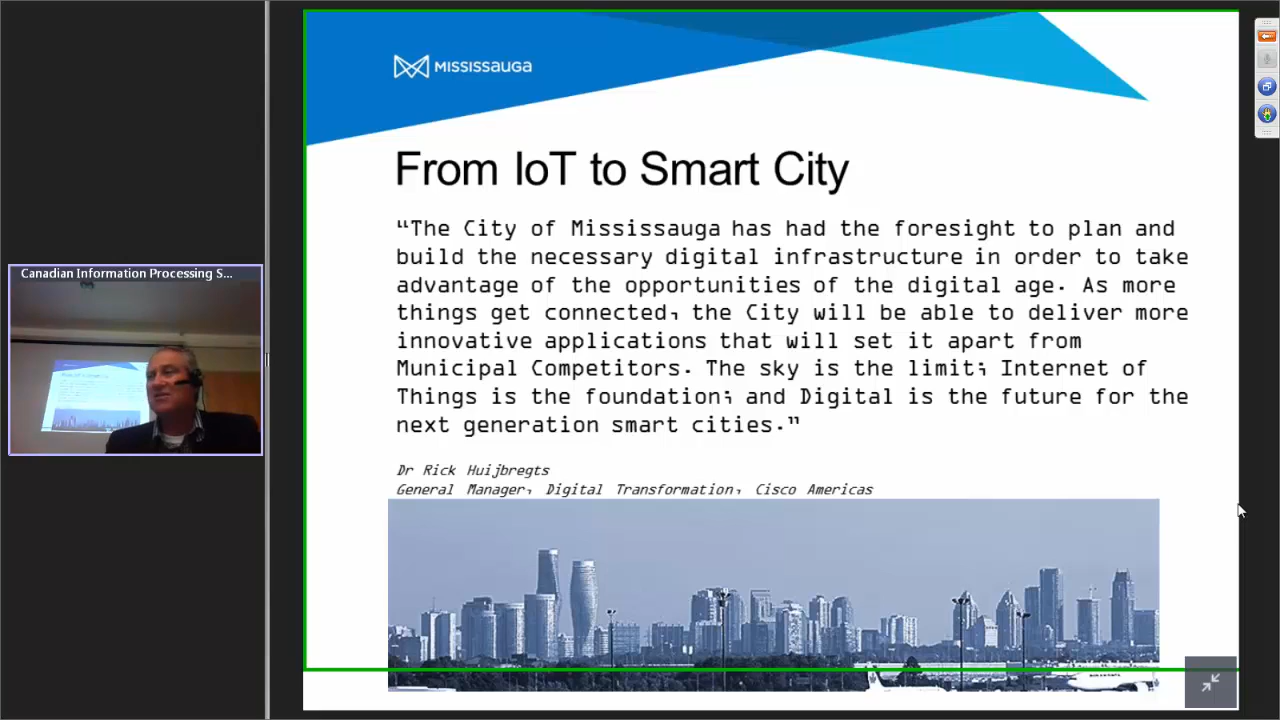 MISSISSAUGA
From IoT to Smart City
“The City of Mississauga has had the foresight to plan and
build the necessary digital infrastructure in order to take
advantage of the opportunities of the digital age. As more
things get connected, the City will be able to deliver more
innovative applications that will set it apart from
Municipal Competitors. The sky is the limit; Internet of
Things is the foundation; and Digital is the future for the
next generation smart cities.”
Dr Rick Huijbregts
General Manager, Digital Transformation, Cisco Americas
Canadian Information Processing S...